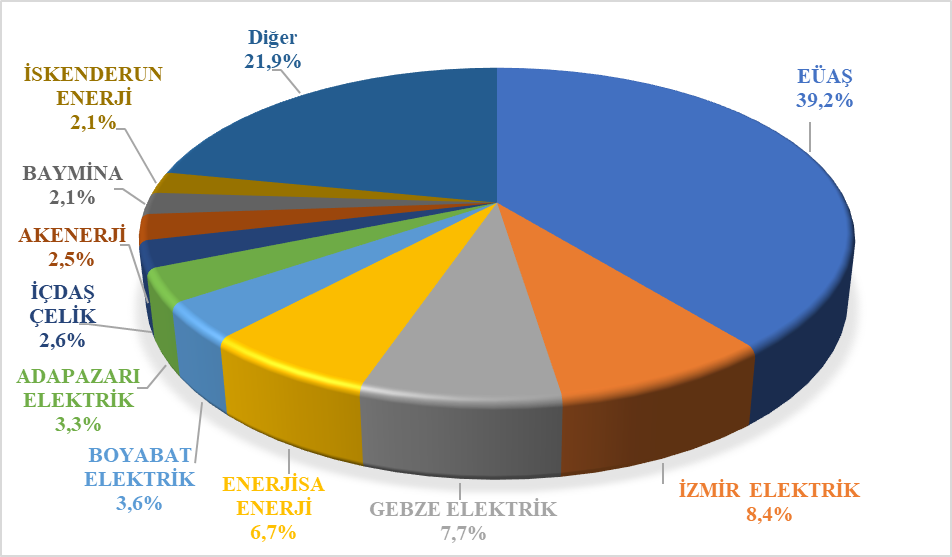 Diğer
21,9%
EÜAŞ
39,2%
İSKENDERUN
ENERJİ
2,1%
BAYMİNA
2,1%
AKENERJİ
2,5%
İÇDAŞ
ÇELİK
2,6%
ADAPAZARI
ELEKTRİK
3,3%
BOYABAT
ELEKTRİK
3,6%
ENERJİSA
ENERJİ
6,7%
GEBZE ELEKTRİK
7,7%
İZMİR ELEKTRİK
8,4%